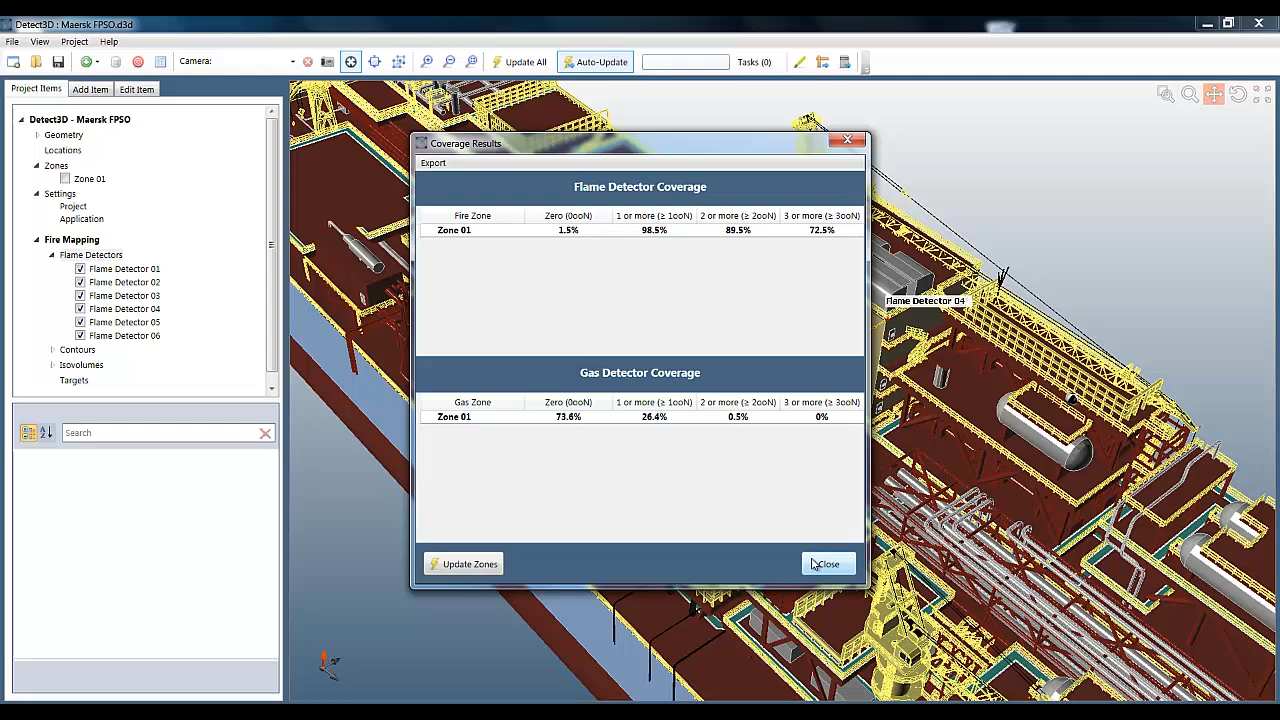 Detect3D : Maersk FPSO.d3d
File View Project Help
Camera:
Update All
Auto-Update
Tasks (0)
Project Items
Add Item
Edit Item
Detect3D - Maersk FPSO
Geometry
Locations
Zones
Zone 01
Settings
Project
Application
Fire Mapping
Flame Detectors
Flame Detector 01
Flame Detector 02
Flame Detector 03
Flame Detector 04
Flame Detector 05
Flame Detector 06
Contours
Isovolumes
Targets
Search
Coverage Results
Export
Flame Detector Coverage
Fire Zone Zero (0ooN) 1 or more (≥ 1ooN) 2 or more (≥ 2ooN) 3 or more (≥ 3ooN)
Zone 01 1.5% 98.5% 89.5% 72.5%
Gas Detector Coverage
Gas Zone Zero (0ooN) 1 or more (≥ 1ooN) 2 or more (≥ 2ooN) 3 or more (≥ 3ooN)
Zone 01 73.6% 26.4% 0.5% 0%
Update Zones
Close
Flame Detector 04